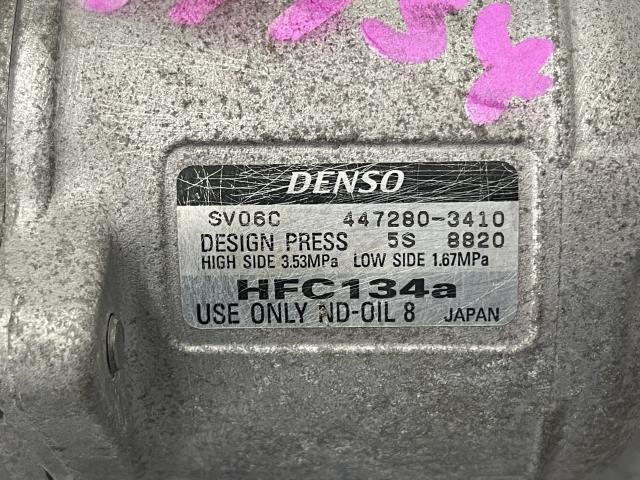 DENSO
SV06C 447280-3410
DESIGN PRESS 5S 8820
HIGH SIDE 3.53MPa LOW SIDE 1.67MPa
HFC134a
USE ONLY ND-OIL 8 JAPAN